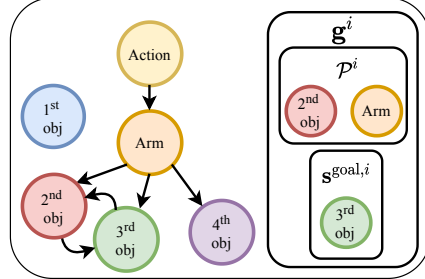 Action
1st
obj
Arm
2nd
obj
3rd
obj
4th
obj
g^i
P^i
2nd
obj
Arm
s^goal,i
3rd
obj